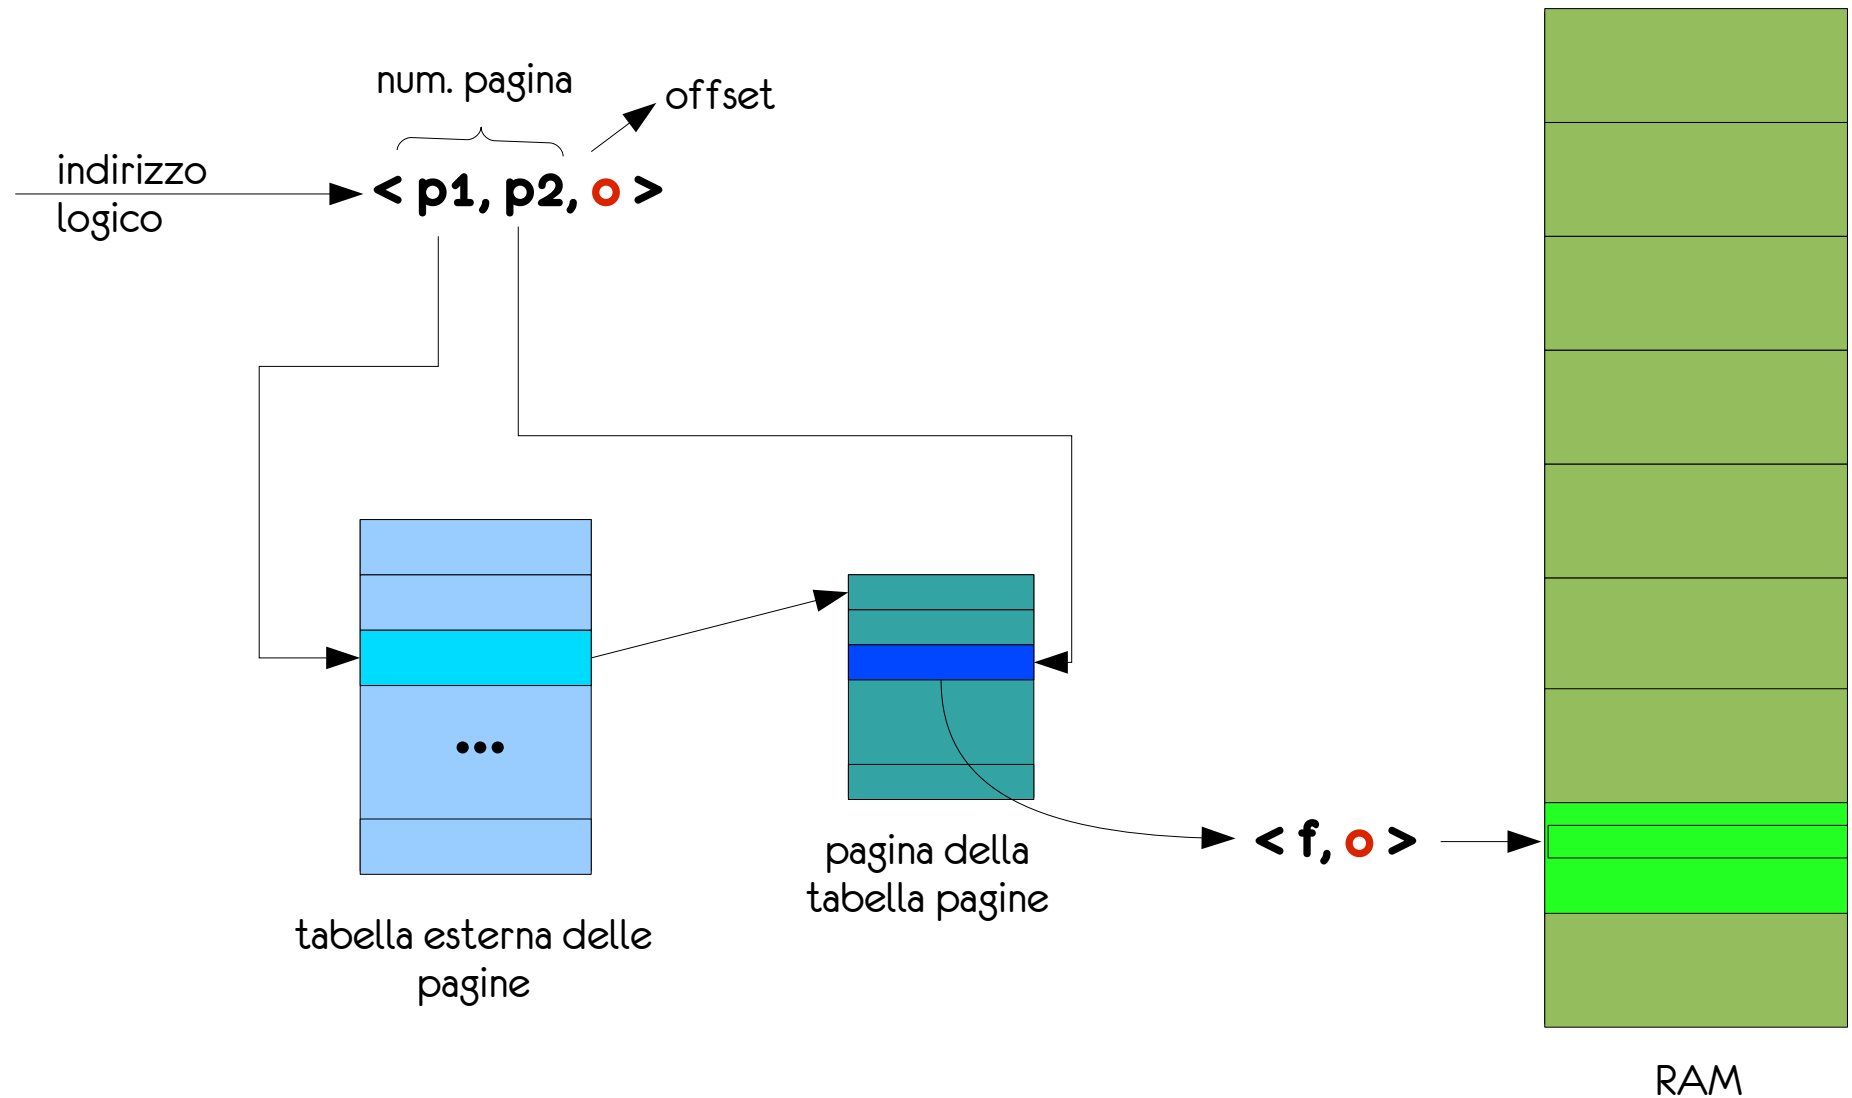 num. pagina
offset
indirizzo
logico
< p1, p2, o >
•••
pagina della
tabella pagine
< f, o >
tabella esterna delle
pagine
RAM